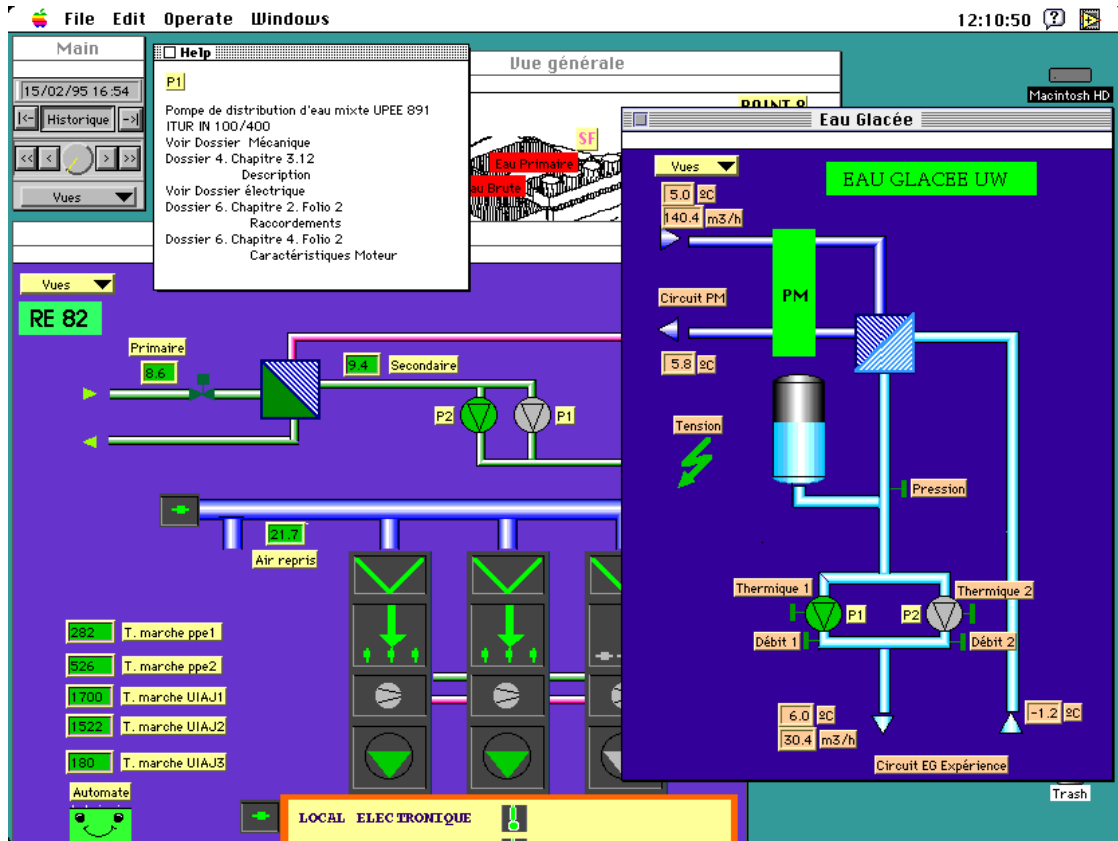 File Edit Operate Windows
12:10:50
Main
15/02/95 16:54
Historique
Vues
Help
P1
Pompe de distribution d'eau mixte UPEE 891
ITUR IN 100/400
Voir Dossier Mécanique
Dossier 4. Chapitre 3.12
Description
Voir Dossier électrique
Dossier 6. Chapitre 2. Folio 2
Raccordements
Dossier 6. Chapitre 4. Folio 2
Caractéristiques Moteur
Vue générale
POINT 8
SF
Eau Primaire
au Brute
Macintosh HD
Eau Glacée
Vues
EAU GLACEE UW
5.0 ºC
140.4 m3/h
PM
Circuit PM
5.8 ºC
Tension
Pression
Thermique 1
Thermique 2
P1
P2
Débit 1
Débit 2
6.0 ºC
30.4 m3/h
-1.2 ºC
Circuit EG Expérience
Vues
RE 82
Primaire
8.6
9.4 Secondaire
P2
P1
21.7
Air repris
282 T. marche ppe1
526 T. marche ppe2
1700 T. marche UIAJ1
1522 T. marche UIAJ2
180 T. marche UIAJ3
Automate
LOCAL ELECTRONIQUE
Trash